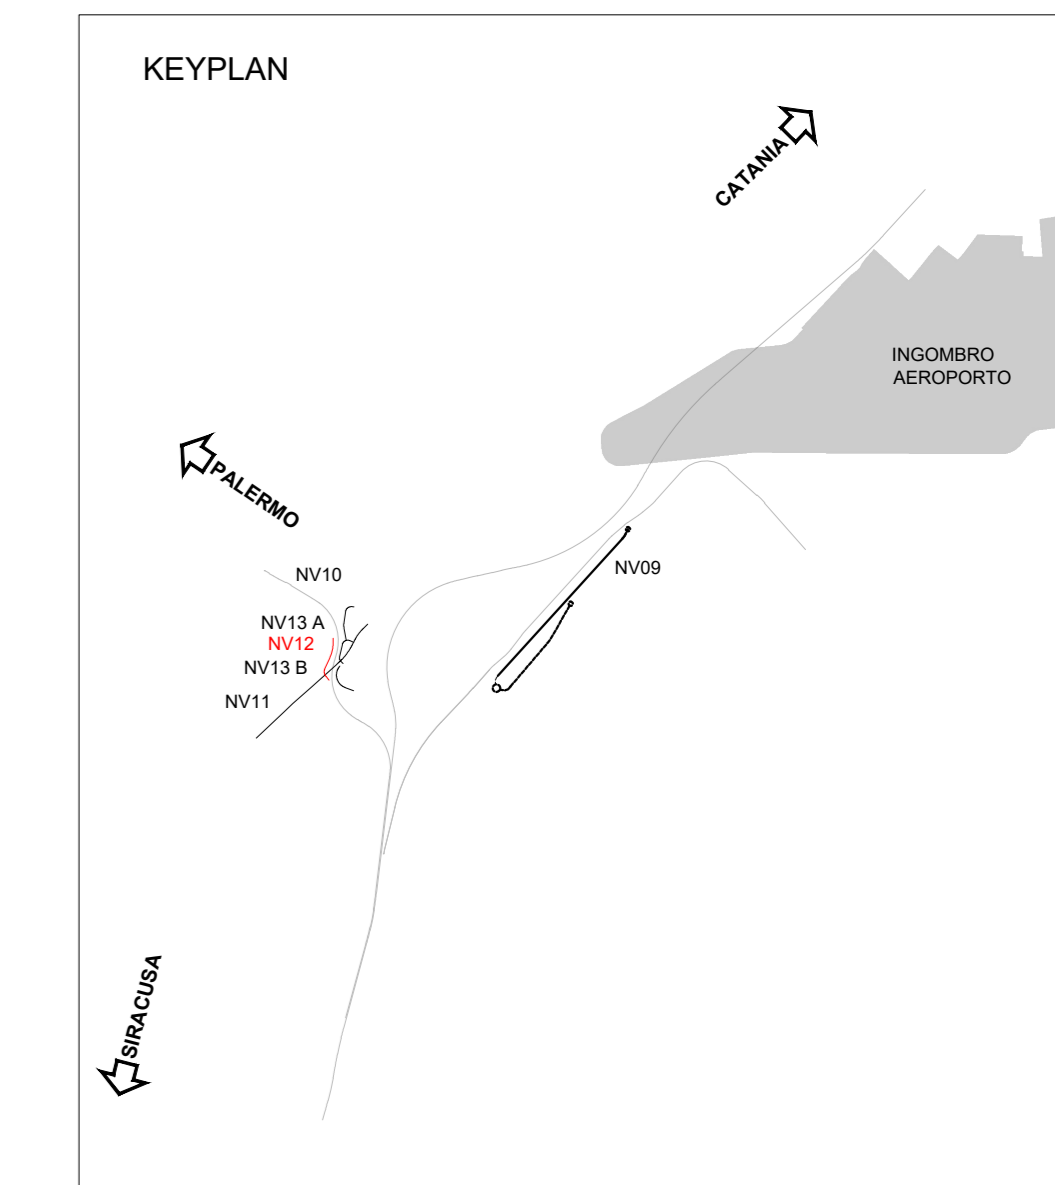 KEYPLAN
CATANIA
INGOMBRO
AEROPORTO
PALERMO
NV09
NV10
NV13 A
NV12
NV13 B
NV11
SIRACUSA